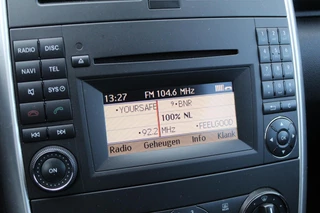 RADIO DISC
NAVI TEL
SYS
13:27 FM 104.6 MHz
•YOURSAFE °•BNR
100% NL
•92.2 MHz •FEELGOOD
Radio Geheugen Info Klank
ON